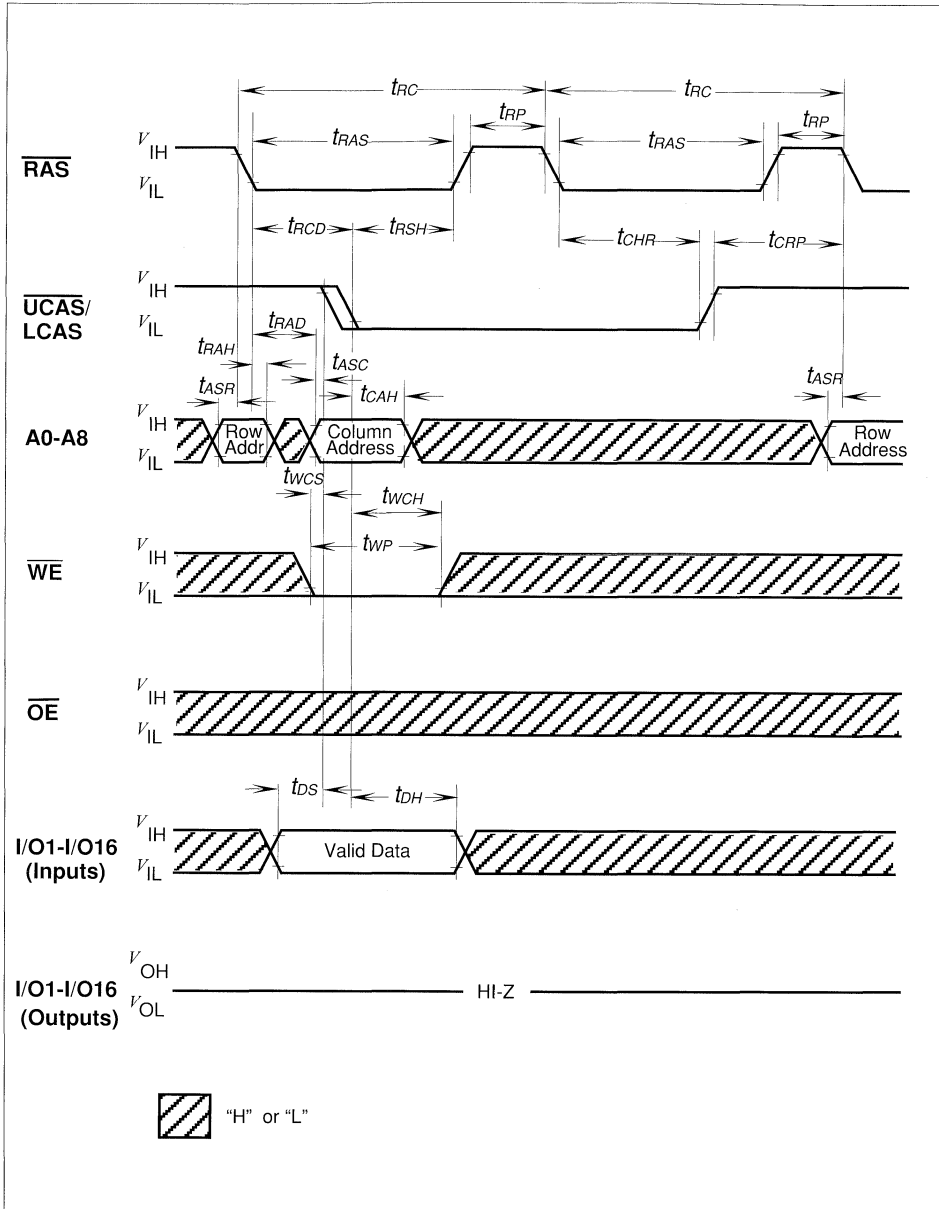 tRC tRC
tRP tRP
tRAS tRAS
RAS VIH
VIL
tRCD tRSH tCHR tCRP
UCAS/
LCAS VIH
VIL
tRAD
tRAH tASC
tASR tCAH tASR
A0-A8 VIH
VIL
Row
Addr
Column
Address
Row
Address
tWCS tWCH
tWP
WE VIH
VIL
OE VIH
VIL
tDS tDH
I/O1-I/O16
(Inputs)
VIH
VIL
Valid Data
I/O1-I/O16
(Outputs)
VOH
VOL
HI-Z
“H” or “L”